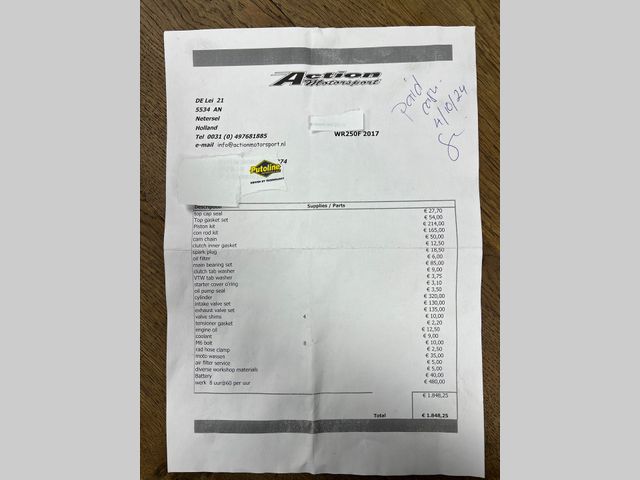 Action
Motorsport
Paid
cash.
4/10/24
DE Lei 21
5534 AN
Netersel
Holland
Tel 0031 (0) 497681885
e-mail info@actionmotorsport.nl
WR250F 2017
Putoline
DRIVEN BY TECHNOLOGY
274
Description Supplies / Parts
top cap seal € 27,70
Top gasket set € 54,00
Piston kit € 214,00
con rod kit € 165,00
cam chain € 50,00
clutch inner gasket € 12,50
spark plug € 18,50
oil filter € 6,00
main bearing set € 85,00
clutch tab washer € 9,00
VTW tab washer € 3,75
starter cover o'ring € 3,10
oil pump seal € 3,50
cylinder € 320,00
intake valve set € 130,00
exhaust valve set € 135,00
valve shims 4 € 10,00
tensioner gasket € 2,20
engine oil € 12,50
coolant € 9,00
M6 bolt 8 € 10,00
rad hose clamp € 2,50
moto wassen € 35,00
air filter service € 5,00
diverse workshop materials € 5,00
Battery € 40,00
werk 8 uur@60 per uur € 480,00
€ 1.848,25
Total € 1.848,25